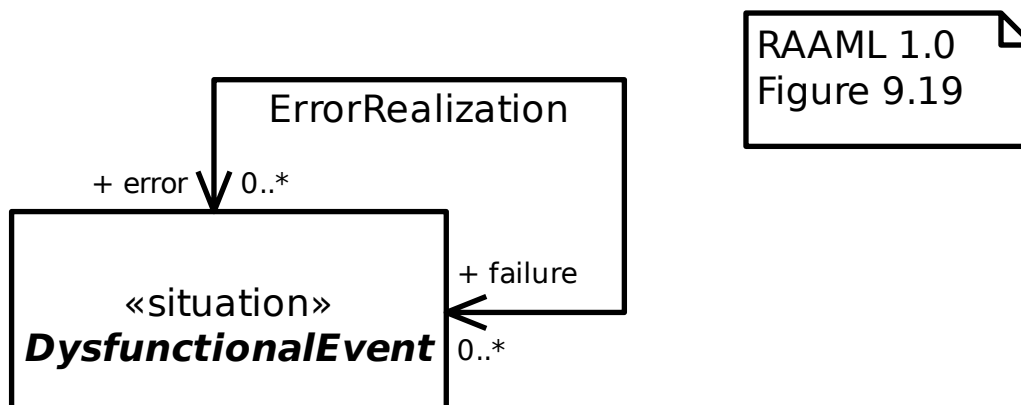 RAAML 1.0
Figure 9.19
ErrorRealization
+ error 0..*
+ failure
«situation»
DysfunctionalEvent
0..*